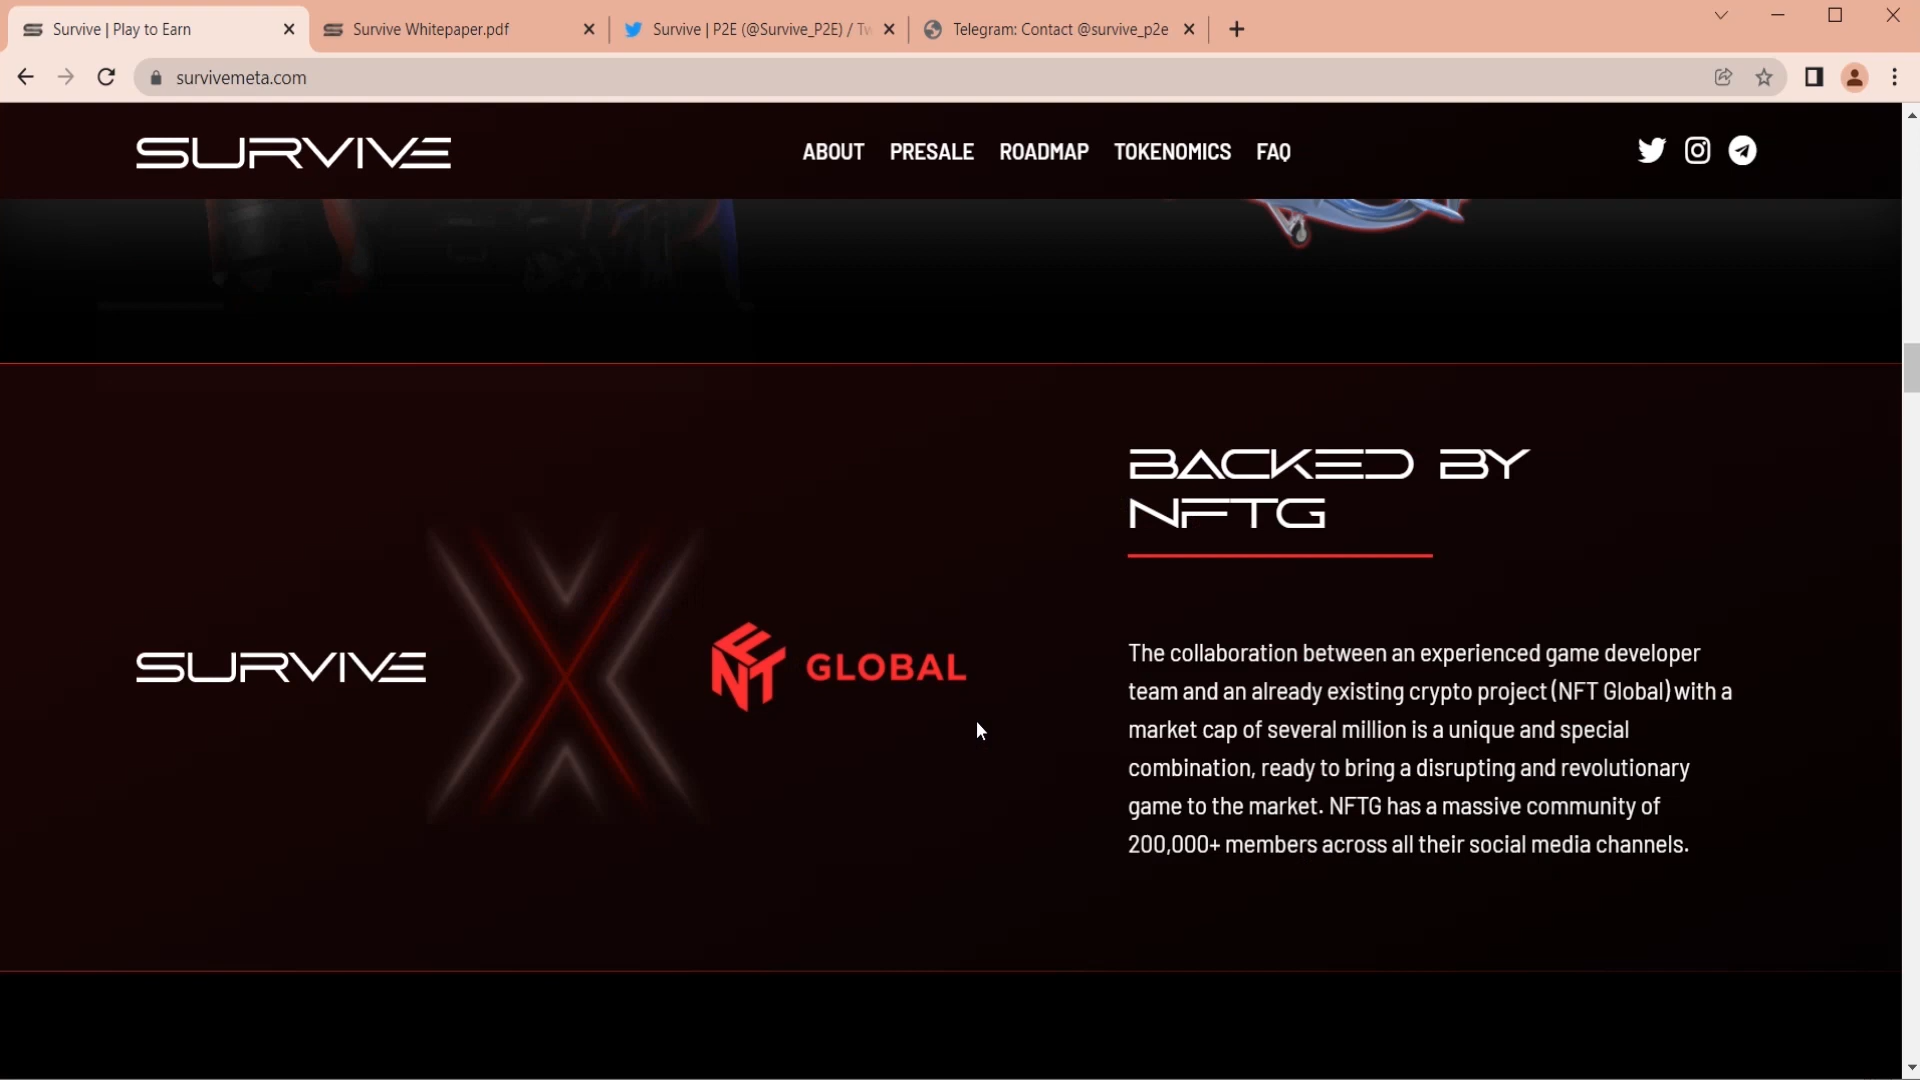 Survive | Play to Earn
Survive Whitepaper.pdf
Survive | P2E (@Survive_P2E) / Tw
Telegram: Contact @survive_p2e
survivemeta.com
SURVIVE
ABOUT PRESALE ROADMAP TOKENOMICS FAQ
BACKED BY
NFTG
SURVIVE
NFT GLOBAL
The collaboration between an experienced game developer
team and an already existing crypto project (NFT Global) with a
market cap of several million is a unique and special
combination, ready to bring a disrupting and revolutionary
game to the market. NFTG has a massive community of
200,000+ members across all their social media channels.